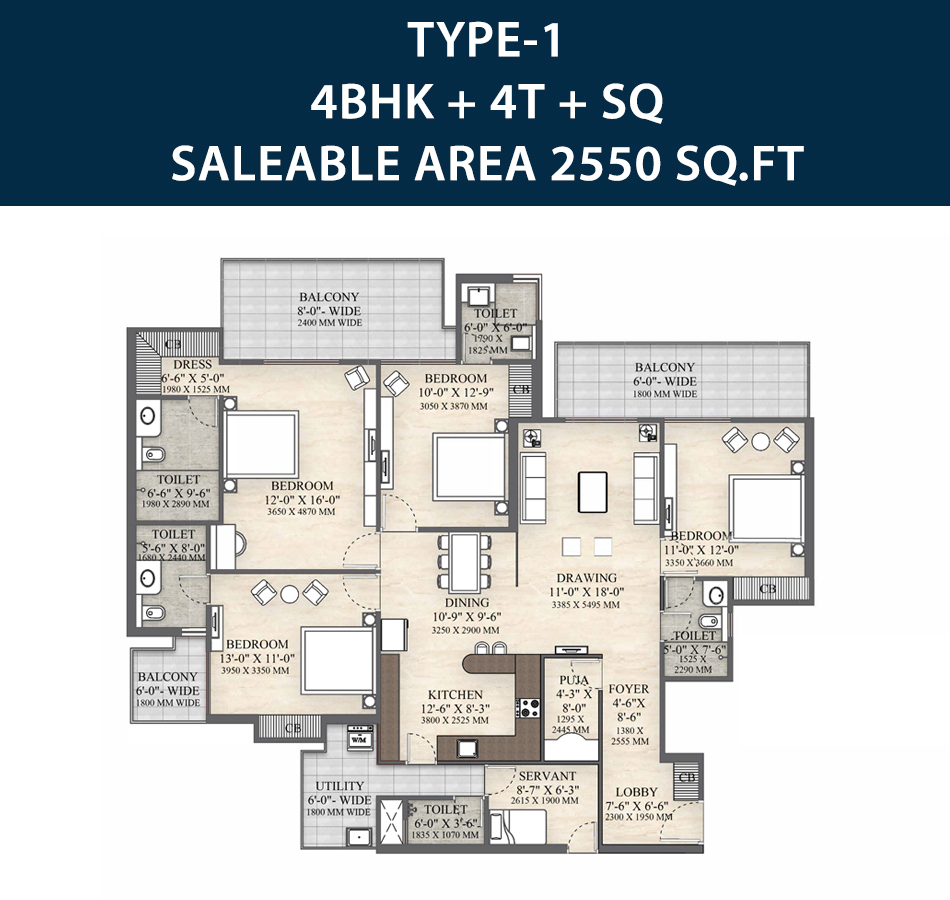 TYPE-1
4BHK + 4T + SQ
SALEABLE AREA 2550 SQ.FT
BALCONY
8'-0"- WIDE
2400 MM WIDE
TOILET
6'-0" X 6'-0"
1790 X
1825 MM
CB
DRESS
6'-6" X 5'-0"
1980 X 1525 MM
BEDROOM
10'-0" X 12'-9"
3050 X 3870 MM
CB
BALCONY
6'-0"- WIDE
1800 MM WIDE
TOILET
6'-6" X 9'-6"
1980 X 2890 MM
BEDROOM
12'-0" X 16'-0"
3650 X 4870 MM
TOILET
5'-6" X 8'-0"
1680 X 2440 MM
BEDROOM
11'-0" X 12'-0"
3350 X 3660 MM
CB
DRAWING
11'-0" X 18'-0"
3385 X 5495 MM
DINING
10'-9" X 9'-6"
3250 X 2900 MM
BEDROOM
13'-0" X 11'-0"
3950 X 3350 MM
TOILET
5'-0" X 7'-6"
1525 X
2290 MM
BALCONY
6'-0"- WIDE
1800 MM WIDE
CB
KITCHEN
12'-6" X 8'-3"
3800 X 2525 MM
PUJA
4'-3" X
8'-0"
1295 X
2445 MM
FOYER
4'-6"X
8'-6"
1380 X
2555 MM
W/M
UTILITY
6'-0"- WIDE
1800 MM WIDE
SERVANT
8'-7" X 6'-3"
2615 X 1900 MM
CB
LOBBY
7'-6" X 6'-6"
2300 X 1950 MM
TOILET
6'-0" X 3'-6"
1835 X 1070 MM